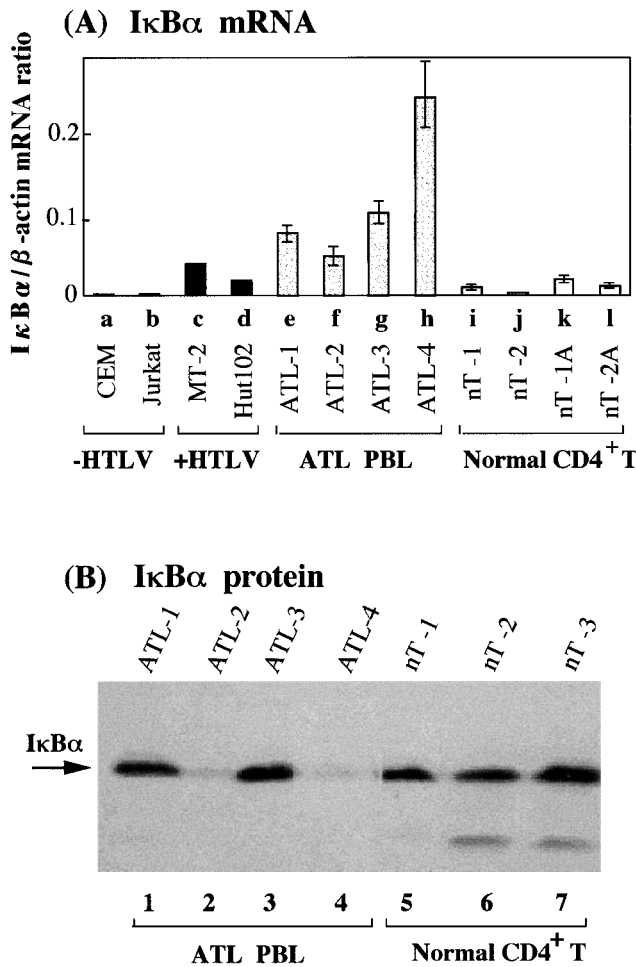 (A) IκBα mRNA
IκBα/β-actin mRNA ratio
0.2
0.1
0
a b c d e f g h i j k l
CEM Jurkat MT-2 Hut102 ATL-1 ATL-2 ATL-3 ATL-4 nT-1 nT-2 nT-1A nT-2A
-HTLV +HTLV ATL PBL Normal CD4+ T
(B) IκBα protein
ATL-1 ATL-2 ATL-3 ATL-4 nT-1 nT-2 nT-3
IκBα
1 2 3 4 5 6 7
ATL PBL Normal CD4+ T